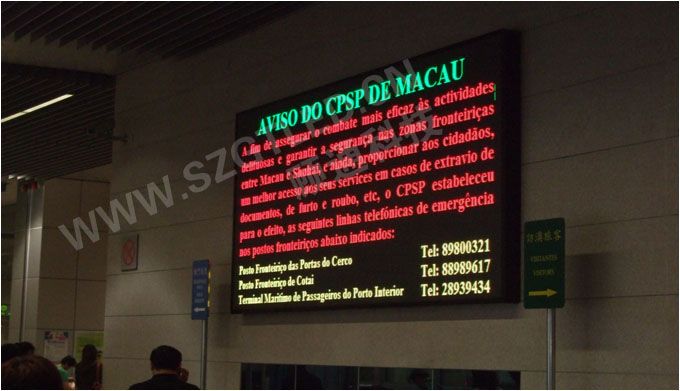 AVISO DO CPSP DE MACAU
A fim de assegurar o combate mais eficaz às actividades
delituosas e garantir a segurança nas zonas fronteiriças
entre Macau e Shuhai, e ainda, proporcionar aos cidadãos,
um melhor acesso aos seus services em casos de extravio de
documentos, de furto e roubo, etc, o CPSP estabeleceu
para o efeito, as seguintes linhas telefónicas de emergência
nos postos fronteiriços abaixo indicados:
Posto Fronteiriço das Portas do Cerco Tel: 89800321
Posto Fronteiriço de Cotai Tel: 88989617
Terminal Marítimo de Passageiros do Porto Interior Tel: 28939434
訪澳旅客
VISITANTES
VISITORS